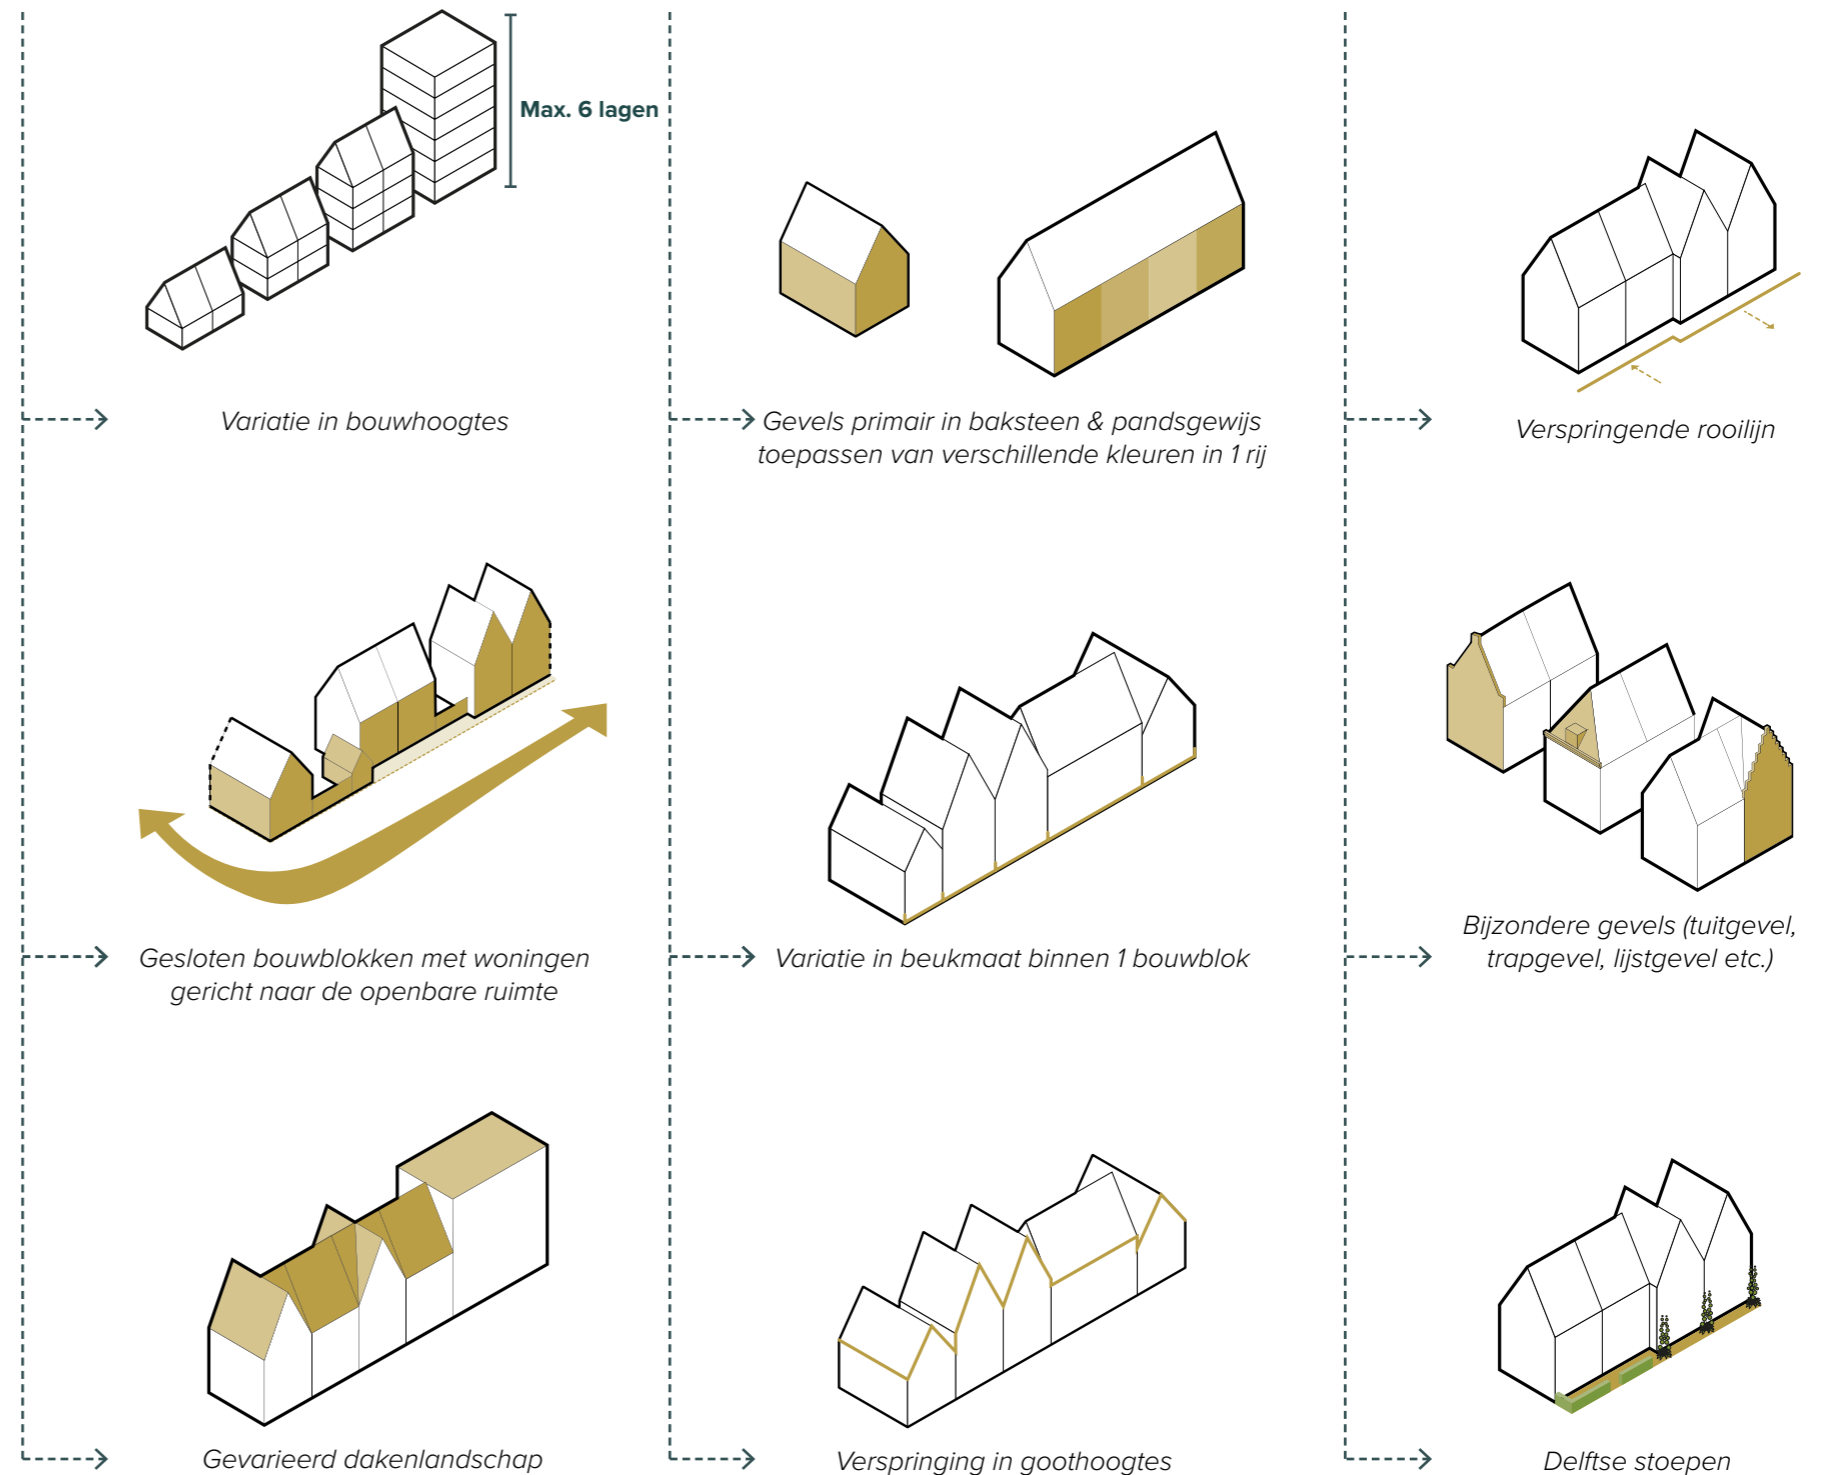 Max. 6 lagen
Variatie in bouwhoogtes
Gevels primair in baksteen & pandsgewijs
toepassen van verschillende kleuren in 1 rij
Verspringende rooilijn
Gesloten bouwblokken met woningen
gericht naar de openbare ruimte
Variatie in beukmaat binnen 1 bouwblok
Bijzondere gevels (tuitgevel,
trapgevel, lijstgevel etc.)
Gevarieerd dakenlandschap
Verspringing in goothoogtes
Delftse stoepen